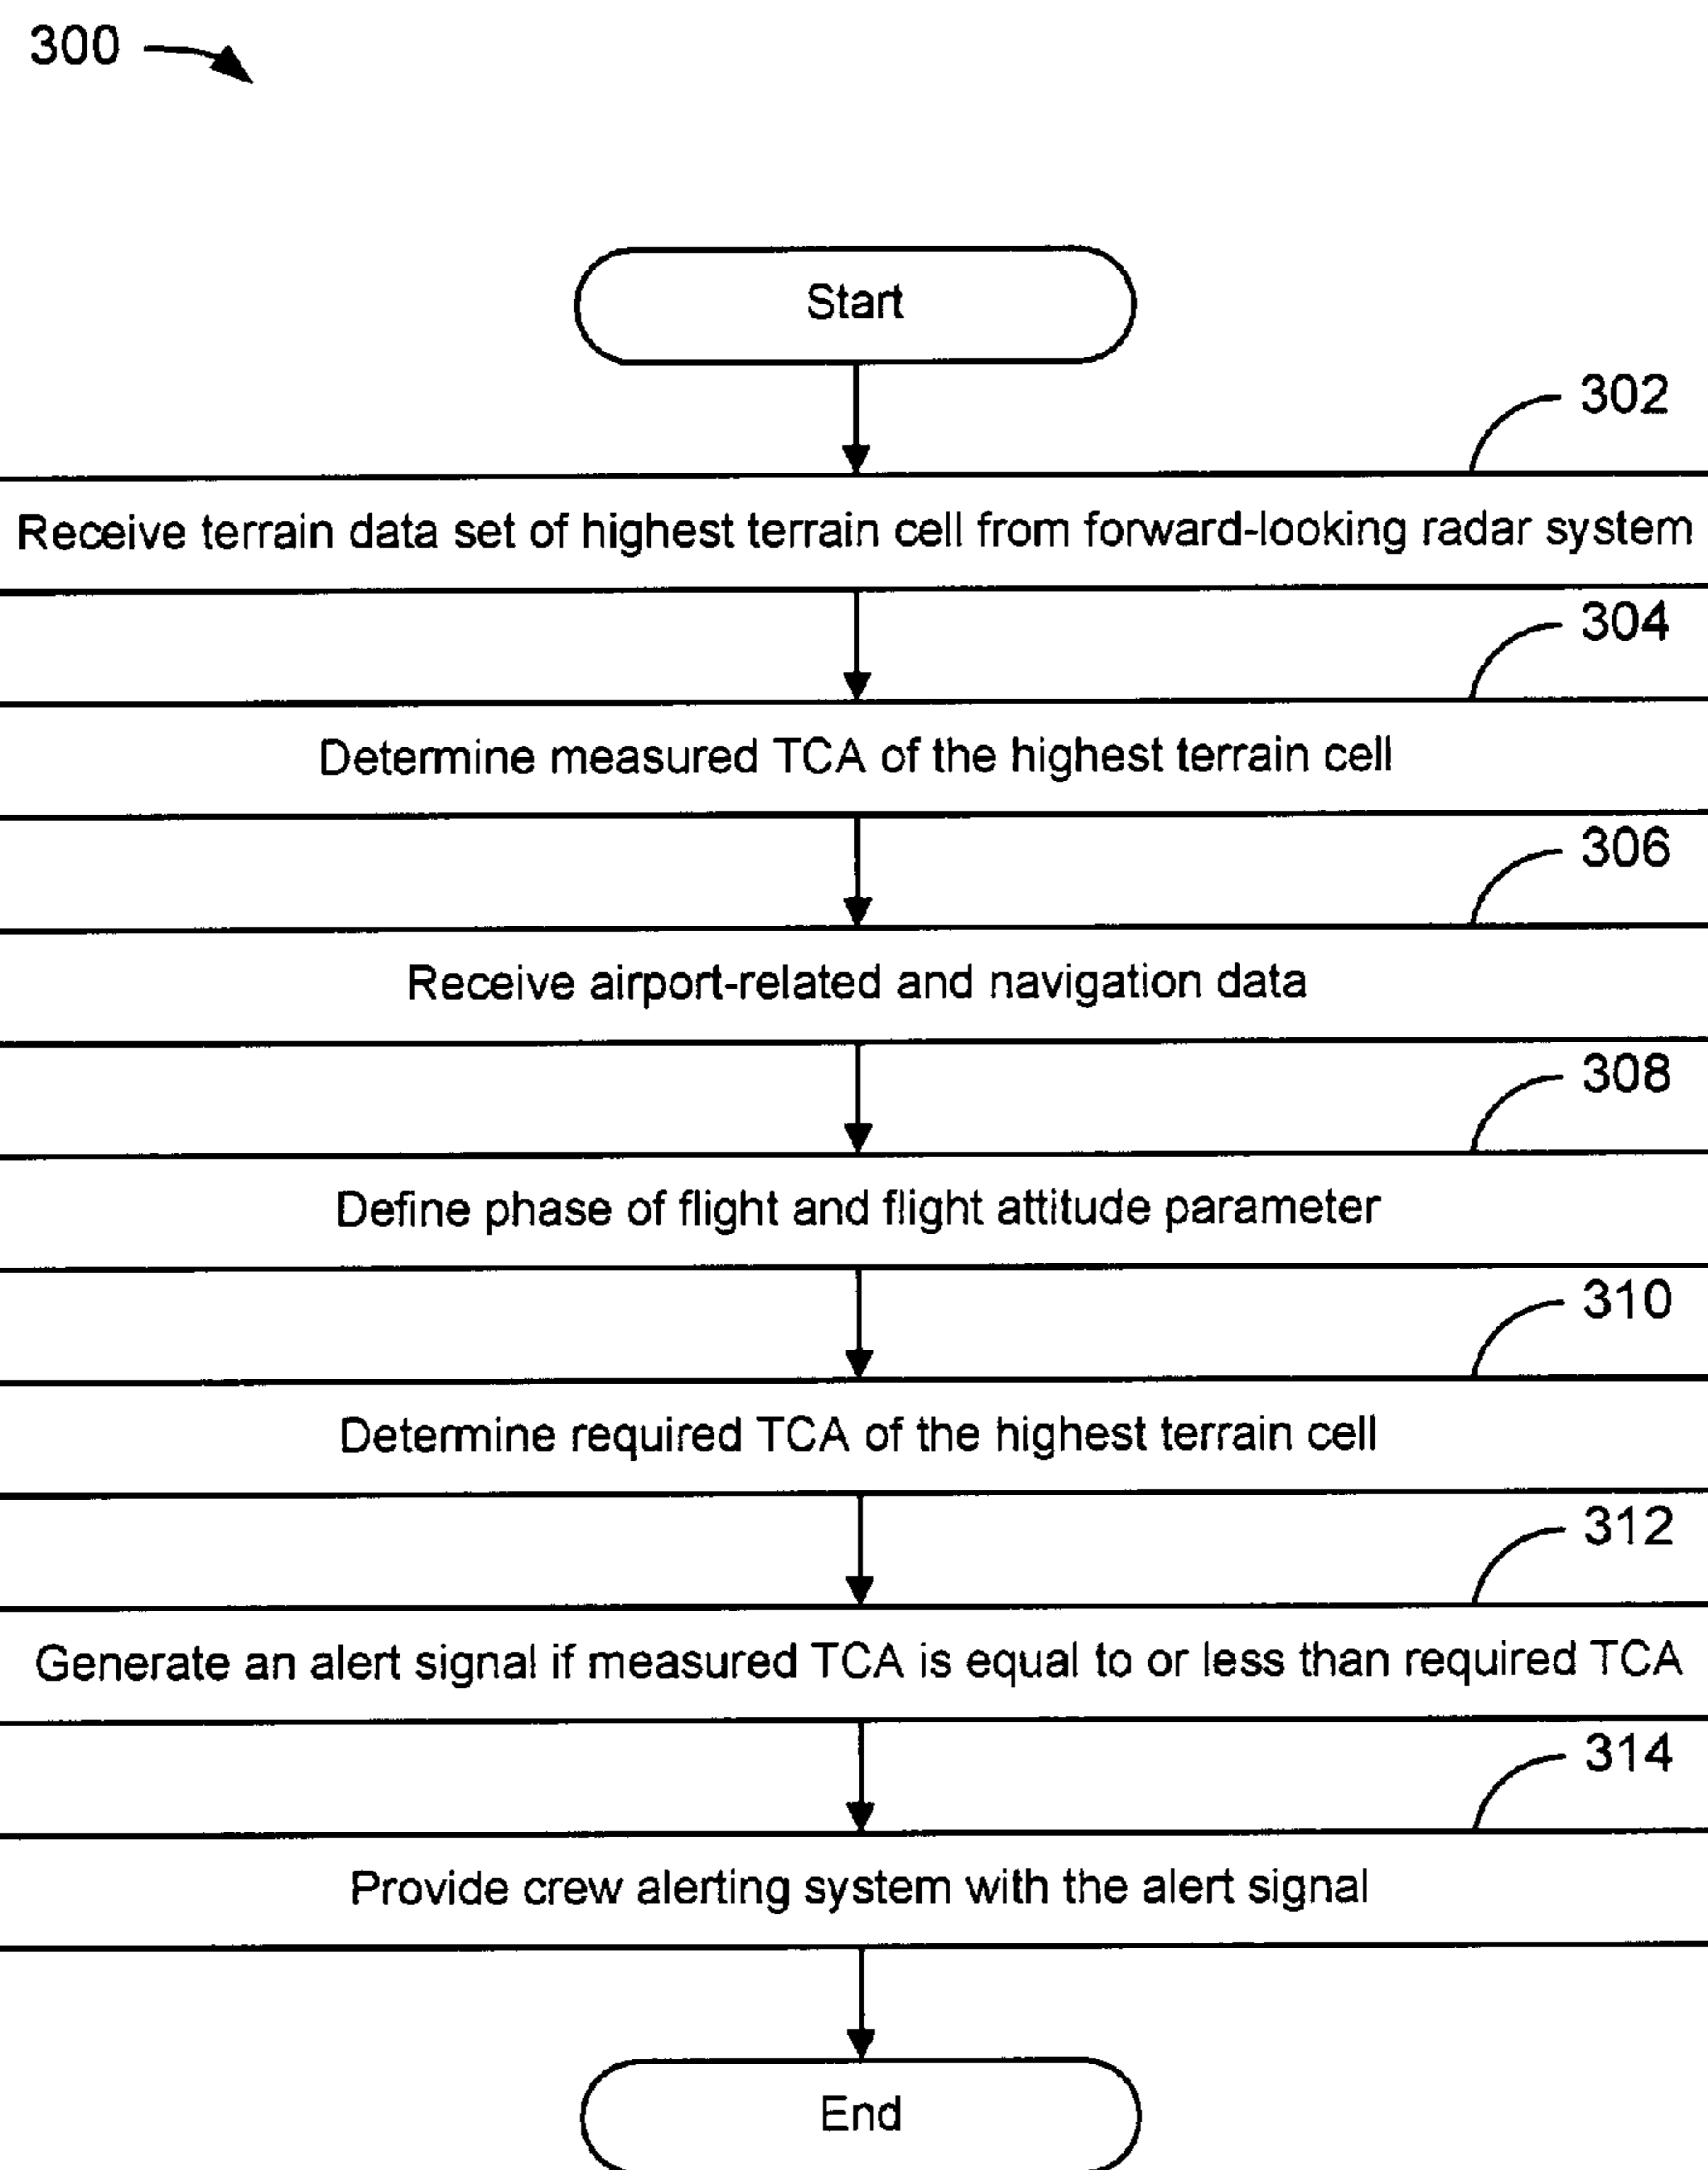 300
Start
302
Receive terrain data set of highest terrain cell from forward-looking radar system
304
Determine measured TCA of the highest terrain cell
306
Receive airport-related and navigation data
308
Define phase of flight and flight attitude parameter
310
Determine required TCA of the highest terrain cell
312
Generate an alert signal if measured TCA is equal to or less than required TCA
314
Provide crew alerting system with the alert signal
End